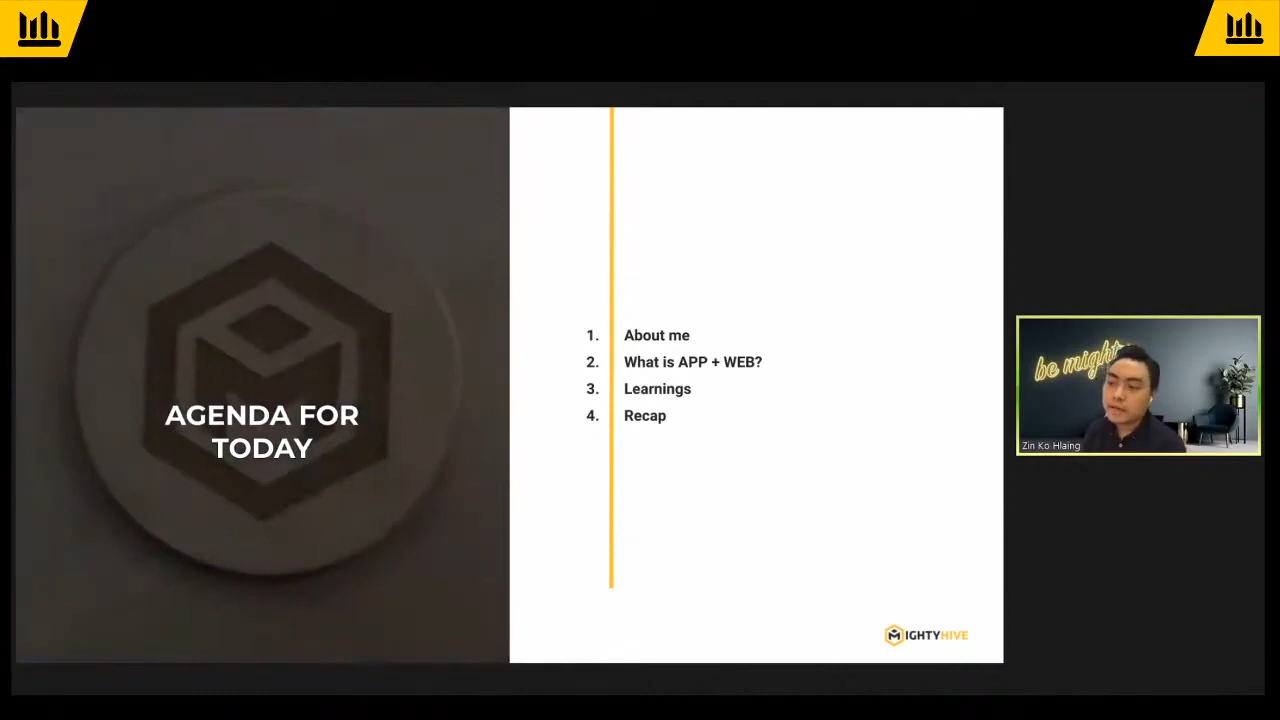 AGENDA FOR
TODAY
1. About me
2. What is APP + WEB?
3. Learnings
4. Recap
MIGHTYHIVE
be mighty
Zin Ko Hlaing